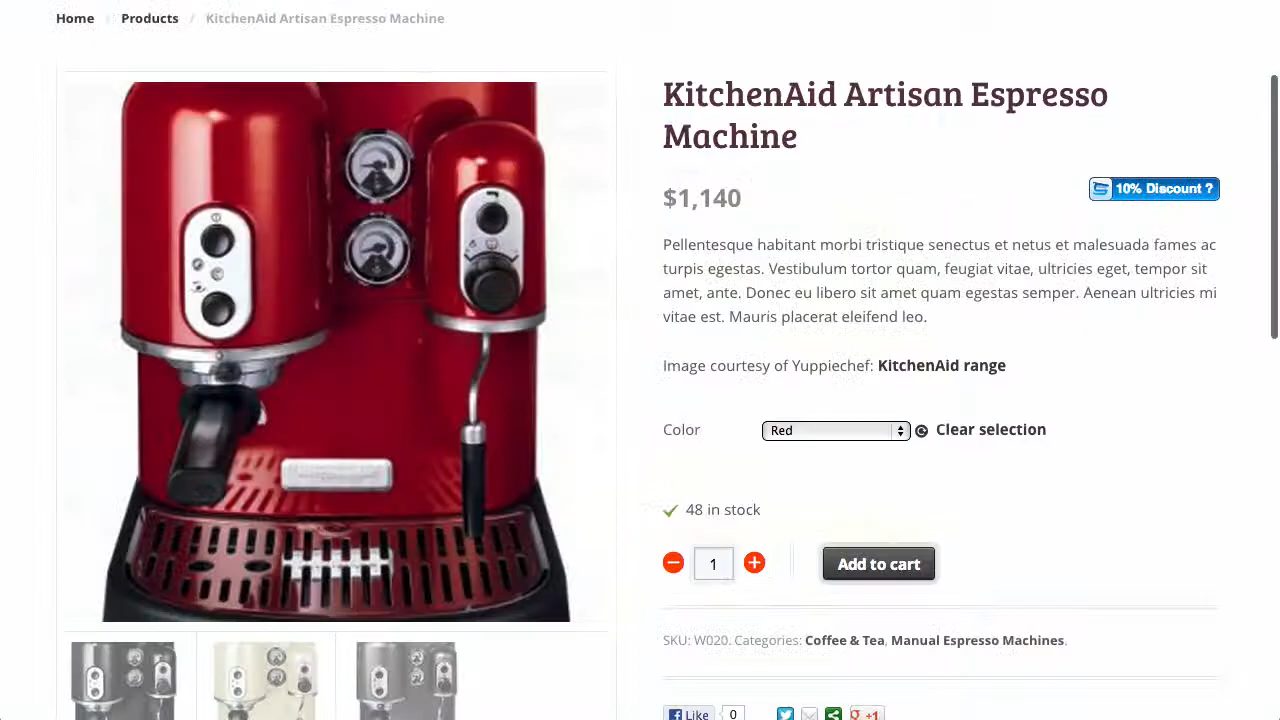 Home / Products / KitchenAid Artisan Espresso Machine
KitchenAid Artisan Espresso
Machine
$1,140
10% Discount ?
Pellentesque habitant morbi tristique senectus et netus et malesuada fames ac
turpis egestas. Vestibulum tortor quam, feugiat vitae, ultricies eget, tempor sit
amet, ante. Donec eu libero sit amet quam egestas semper. Aenean ultricies mi
vitae est. Mauris placerat eleifend leo.
Image courtesy of Yuppiechef: KitchenAid range
Color Red Clear selection
48 in stock
1 Add to cart
SKU: W020. Categories: Coffee & Tea, Manual Espresso Machines.
Like 0 +1